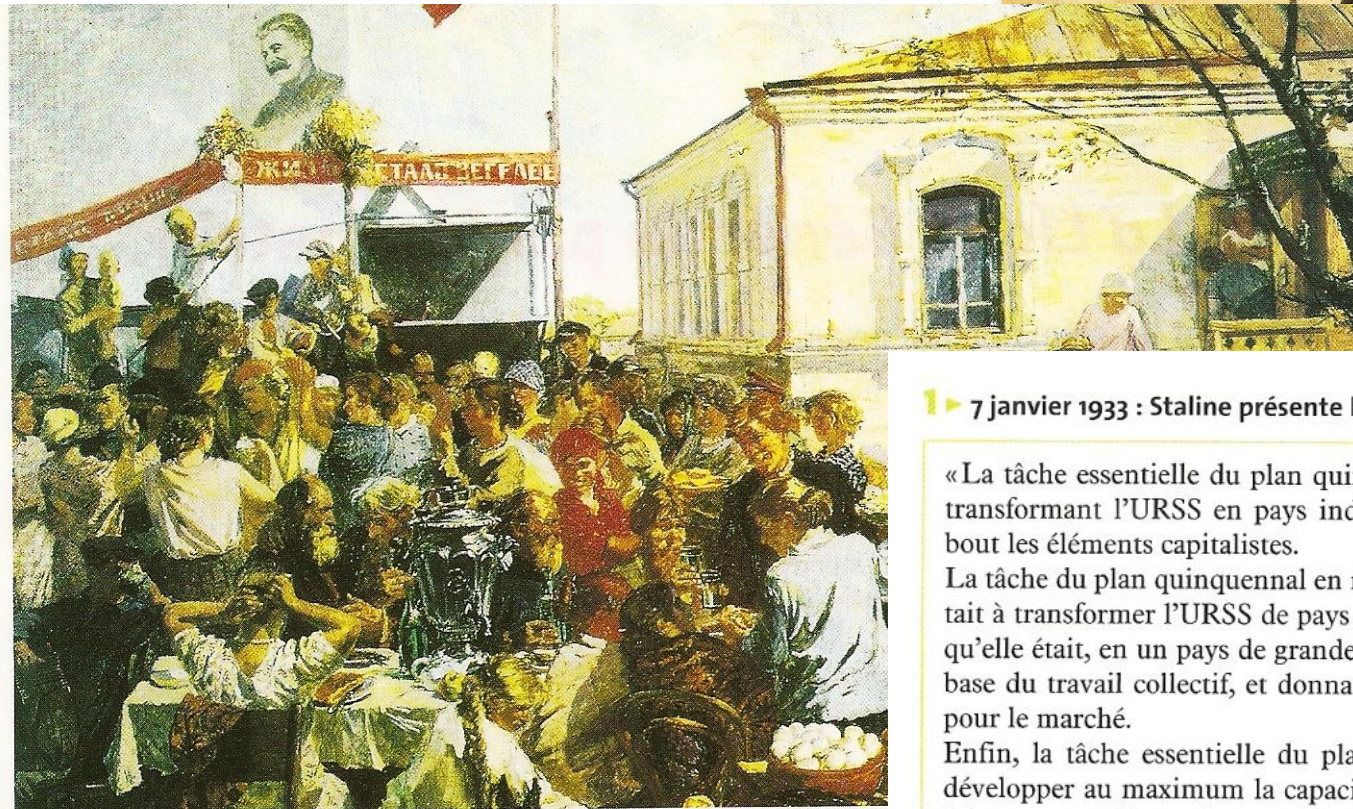 ЖИ
1 ► 7 janvier 1933 : Staline présente l
«La tâche essentielle du plan qui
transformant l’URSS en pays ind
bout les éléments capitalistes.
La tâche du plan quinquennal en
tait à transformer l’URSS de pays
qu’elle était, en un pays de grande
base du travail collectif, et donna
pour le marché.
Enfin, la tâche essentielle du pla
développer au maximum la capaci